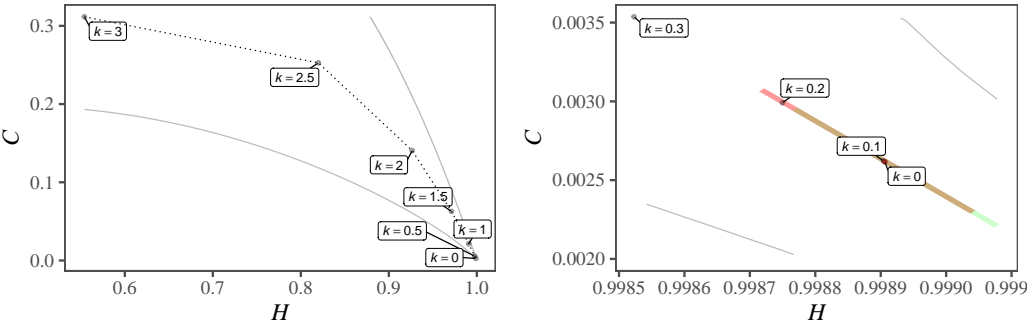 0.3
0.2
0.1
0.0
C
k = 3
k = 2.5
k = 2
k = 1.5
k = 1
k = 0.5
k = 0
0.6 0.7 0.8 0.9 1.0
H
0.0035
0.0030
0.0025
0.0020
C
k = 0.3
k = 0.2
k = 0.1
k = 0
0.9985 0.9986 0.9987 0.9988 0.9989 0.9990 0.999
H